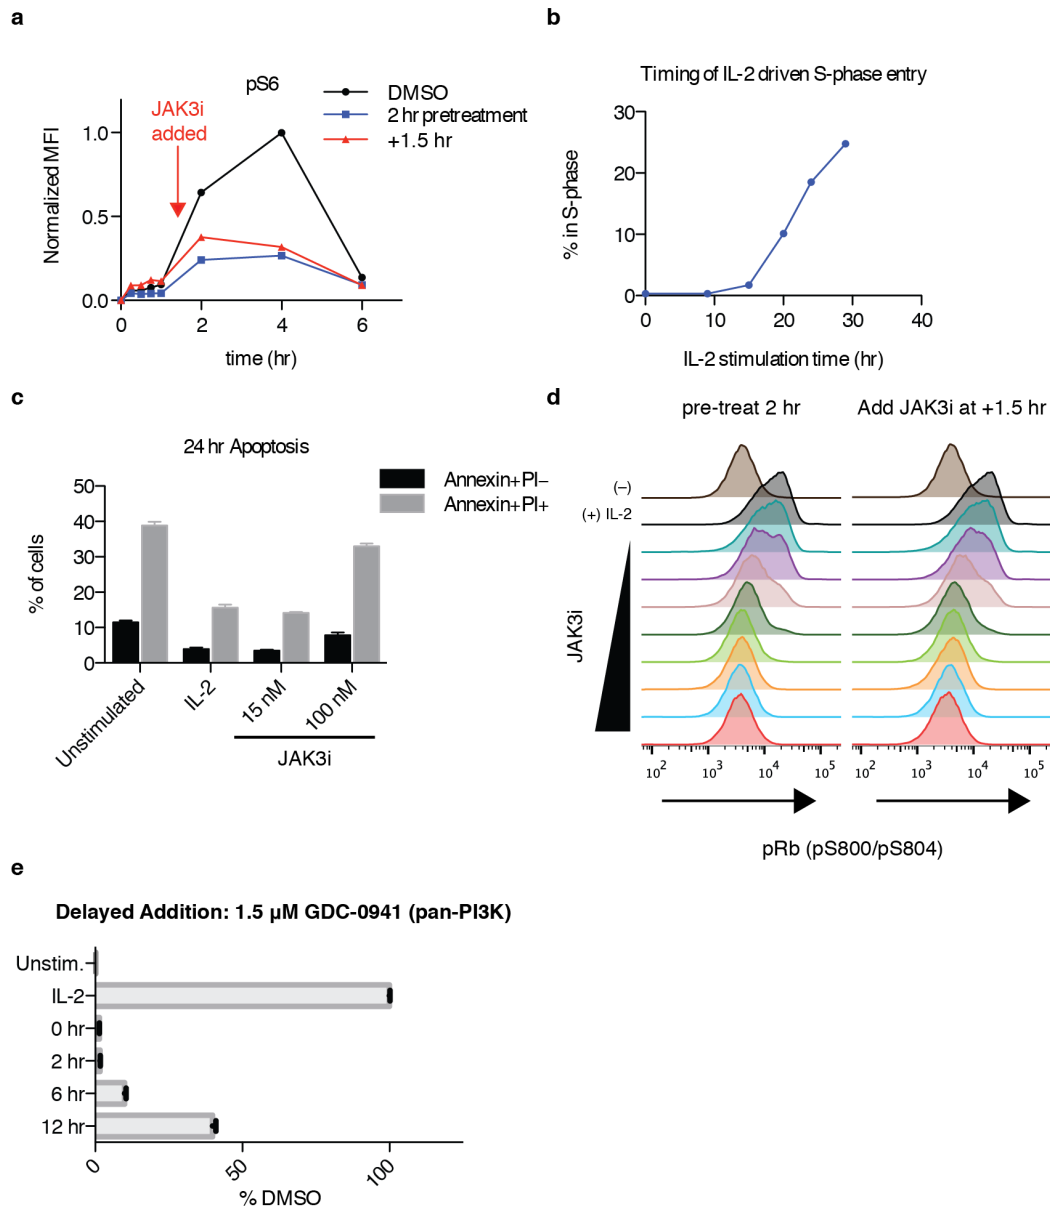 a
pS6
JAK3i
added
DMSO
2 hr pretreatment
+1.5 hr
Normalized MFI
1.0
0.5
0.0
0 2 4 6
time (hr)
b
Timing of IL-2 driven S-phase entry
% in S-phase
30
20
10
0
0 10 20 30 40
IL-2 stimulation time (hr)
c
24 hr Apoptosis
Annexin+PI−
Annexin+PI+
% of cells
50
40
30
20
10
0
Unstimulated
IL-2
15 nM
100 nM
JAK3i
d
pre-treat 2 hr
Add JAK3i at +1.5 hr
(−)
(+) IL-2
JAK3i
10² 10³ 10⁴ 10⁵
10² 10³ 10⁴ 10⁵
pRb (pS800/pS804)
e
Delayed Addition: 1.5 µM GDC-0941 (pan-PI3K)
Unstim.
IL-2
0 hr
2 hr
6 hr
12 hr
0 50 100
% DMSO